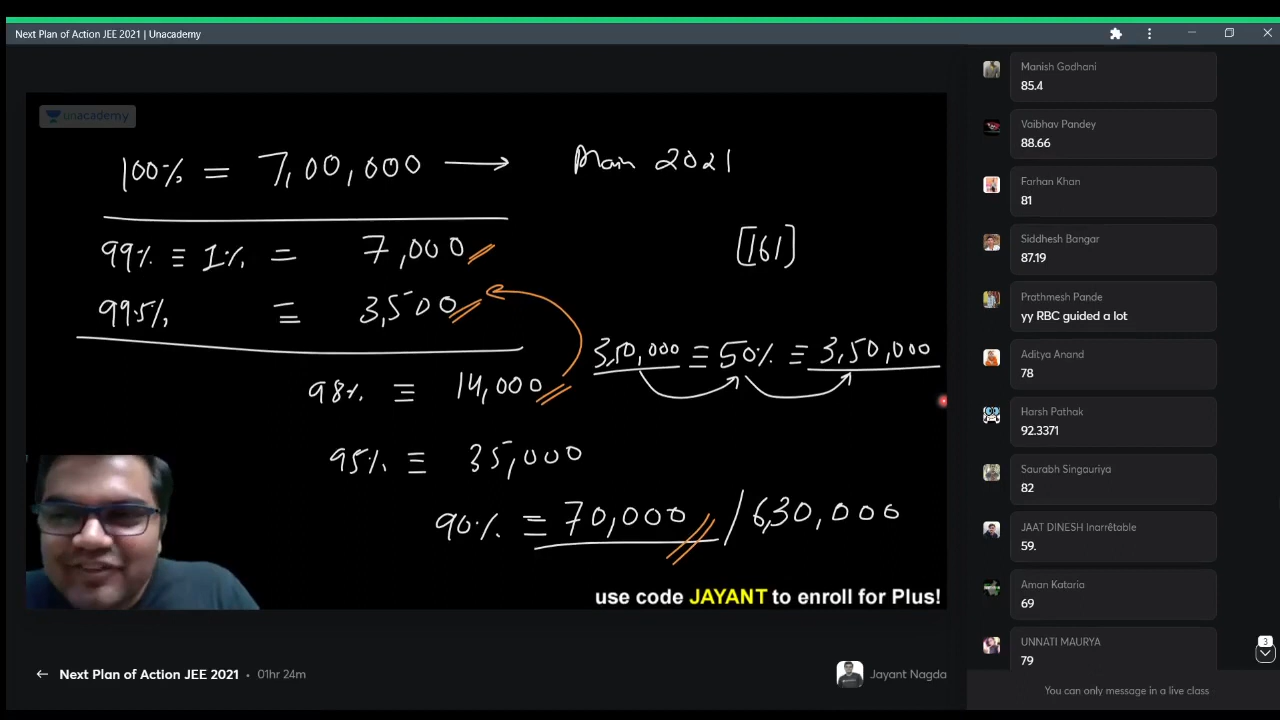 Next Plan of Action JEE 2021 | Unacademy
unacademy
100% = 7,00,000 → Main 2021
99% ≡ 1% = 7,000
[161]
99.5% = 3,500
3,50,000 ≡ 50% ≡ 3,50,000
98% ≡ 14,000
95% ≡ 35,000
90% ≡ 70,000 / 6,30,000
use code JAYANT to enroll for Plus!
← Next Plan of Action JEE 2021 • 01hr 24m
Jayant Nagda
Manish Godhani
85.4
Vaibhav Pandey
88.66
Farhan Khan
81
Siddhesh Bangar
87.19
Prathmesh Pande
yy RBC guided a lot
Aditya Anand
78
Harsh Pathak
92.3371
Saurabh Singauriya
82
JAAT DINESH Inarrêtable
59.
Aman Kataria
69
UNNATI MAURYA
79
3
You can only message in a live class